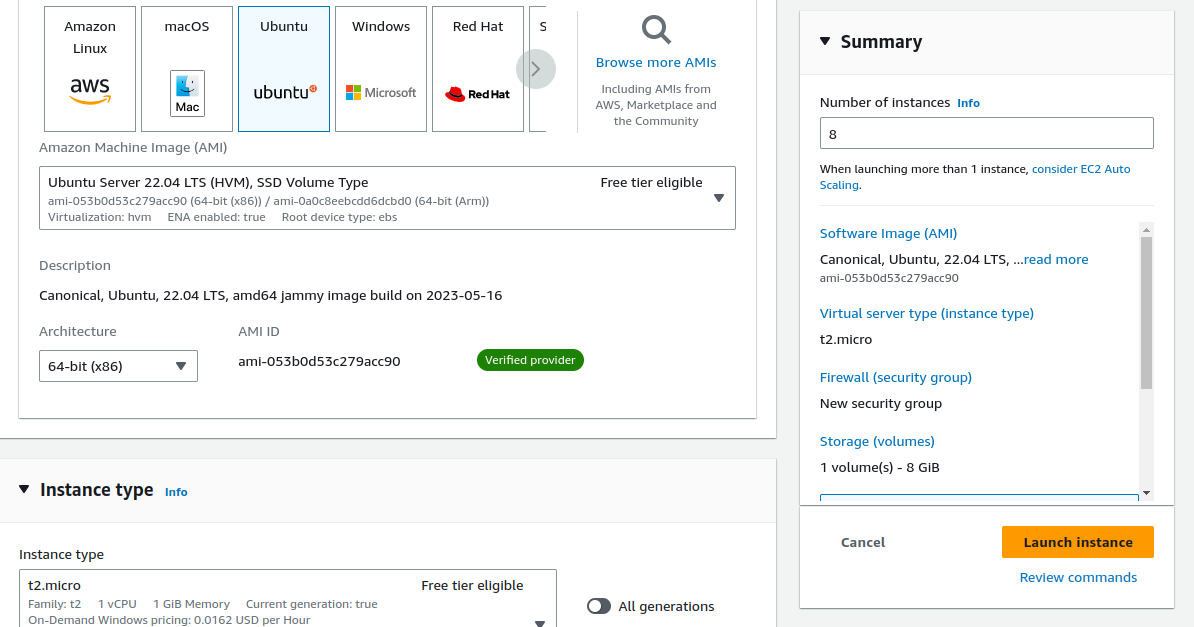 Amazon
Linux
aws
macOS
Mac
Ubuntu
ubuntu
Windows
Microsoft
Red Hat
Red Hat
S
Browse more AMIs
Including AMIs from
AWS, Marketplace and
the Community
Amazon Machine Image (AMI)
Ubuntu Server 22.04 LTS (HVM), SSD Volume Type
Free tier eligible
ami-053b0d53c279acc90 (64-bit (x86)) / ami-0a0c8eebcdd6dcbd0 (64-bit (Arm))
Virtualization: hvm ENA enabled: true Root device type: ebs
Description
Canonical, Ubuntu, 22.04 LTS, amd64 jammy image build on 2023-05-16
Architecture
AMI ID
64-bit (x86)
ami-053b0d53c279acc90
Verified provider
Instance type Info
Instance type
t2.micro
Free tier eligible
Family: t2 1 vCPU 1 GiB Memory Current generation: true
On-Demand Windows pricing: 0.0162 USD per Hour
All generations
Summary
Number of instances Info
8
When launching more than 1 instance, consider EC2 Auto
Scaling.
Software Image (AMI)
Canonical, Ubuntu, 22.04 LTS, ...read more
ami-053b0d53c279acc90
Virtual server type (instance type)
t2.micro
Firewall (security group)
New security group
Storage (volumes)
1 volume(s) - 8 GiB
Cancel
Launch instance
Review commands